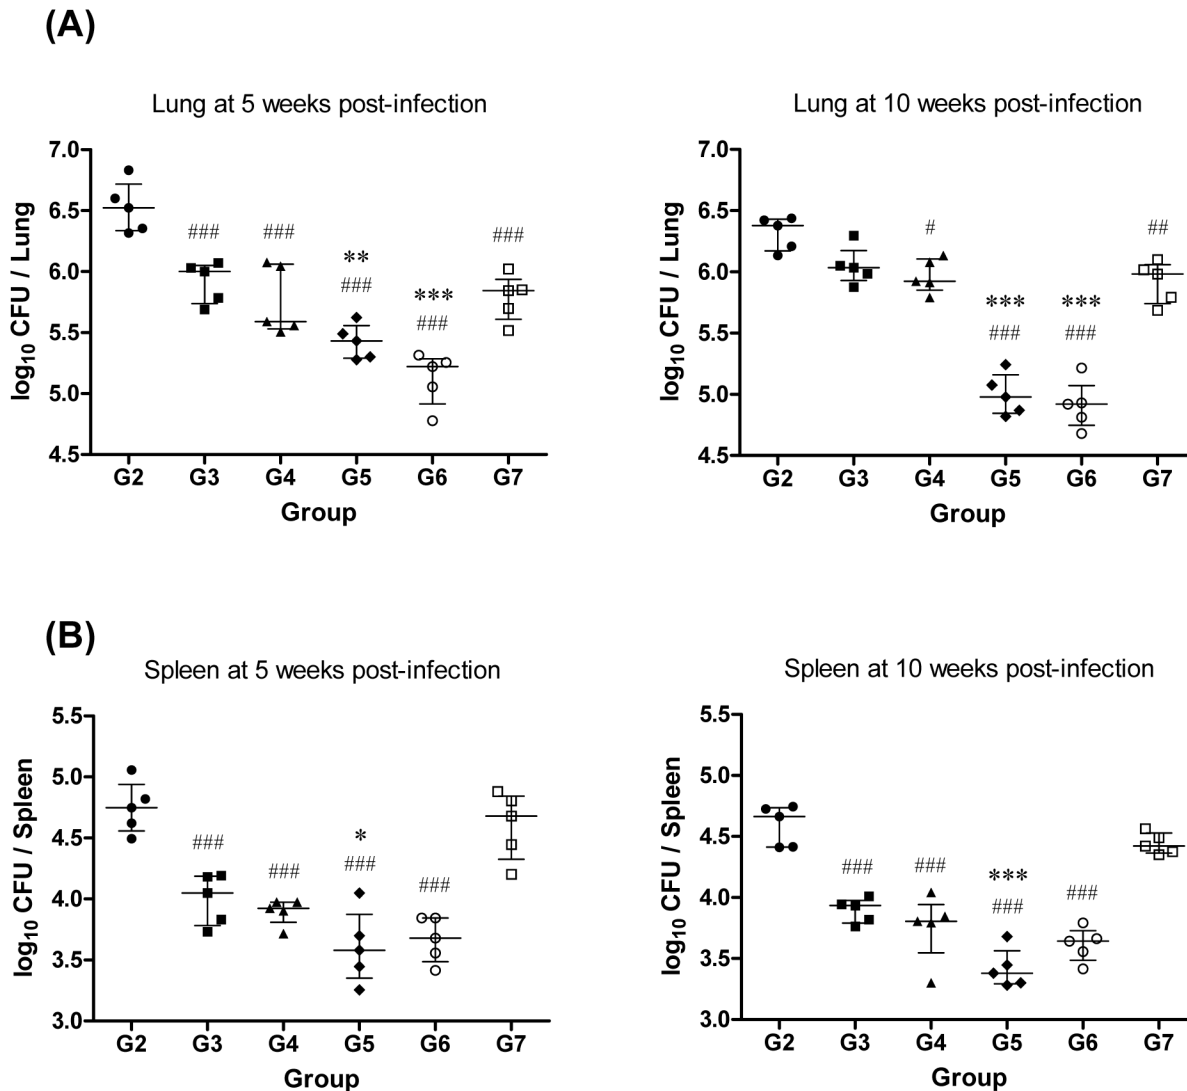 (A)
Lung at 5 weeks post-infection
log10 CFU / Lung
7.0
6.5
6.0
5.5
5.0
4.5
###
###
**
###
***
###
###
G2 G3 G4 G5 G6 G7
Group
Lung at 10 weeks post-infection
log10 CFU / Lung
7.0
6.5
6.0
5.5
5.0
4.5
#
***
###
***
###
##
G2 G3 G4 G5 G6 G7
Group
(B)
Spleen at 5 weeks post-infection
log10 CFU / Spleen
5.5
5.0
4.5
4.0
3.5
3.0
###
###
*
###
###
G2 G3 G4 G5 G6 G7
Group
Spleen at 10 weeks post-infection
log10 CFU / Spleen
5.5
5.0
4.5
4.0
3.5
3.0
###
###
***
###
###
G2 G3 G4 G5 G6 G7
Group